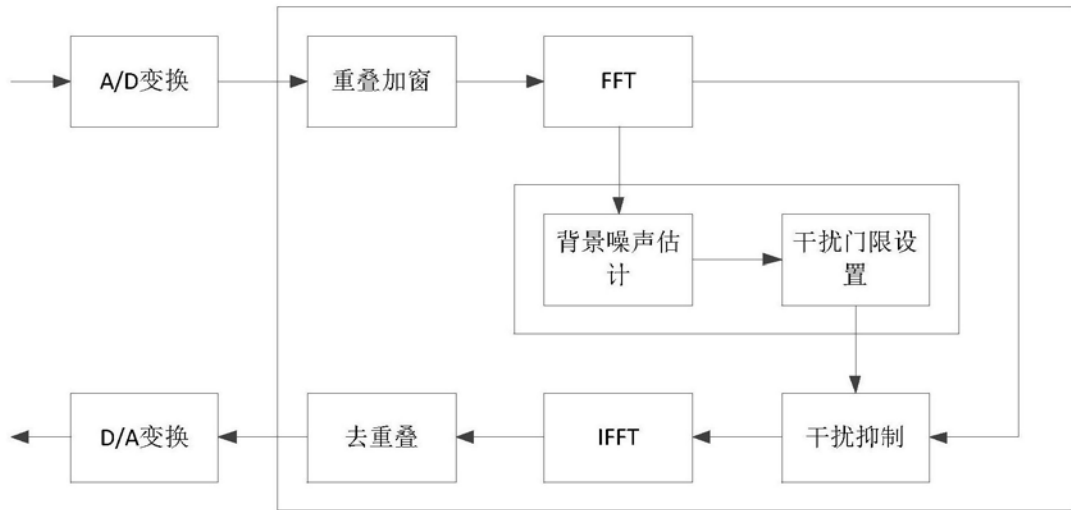 A/D变换
重叠加窗
FFT
背景噪声估
计
干扰门限设
置
D/A变换
去重叠
IFFT
干扰抑制